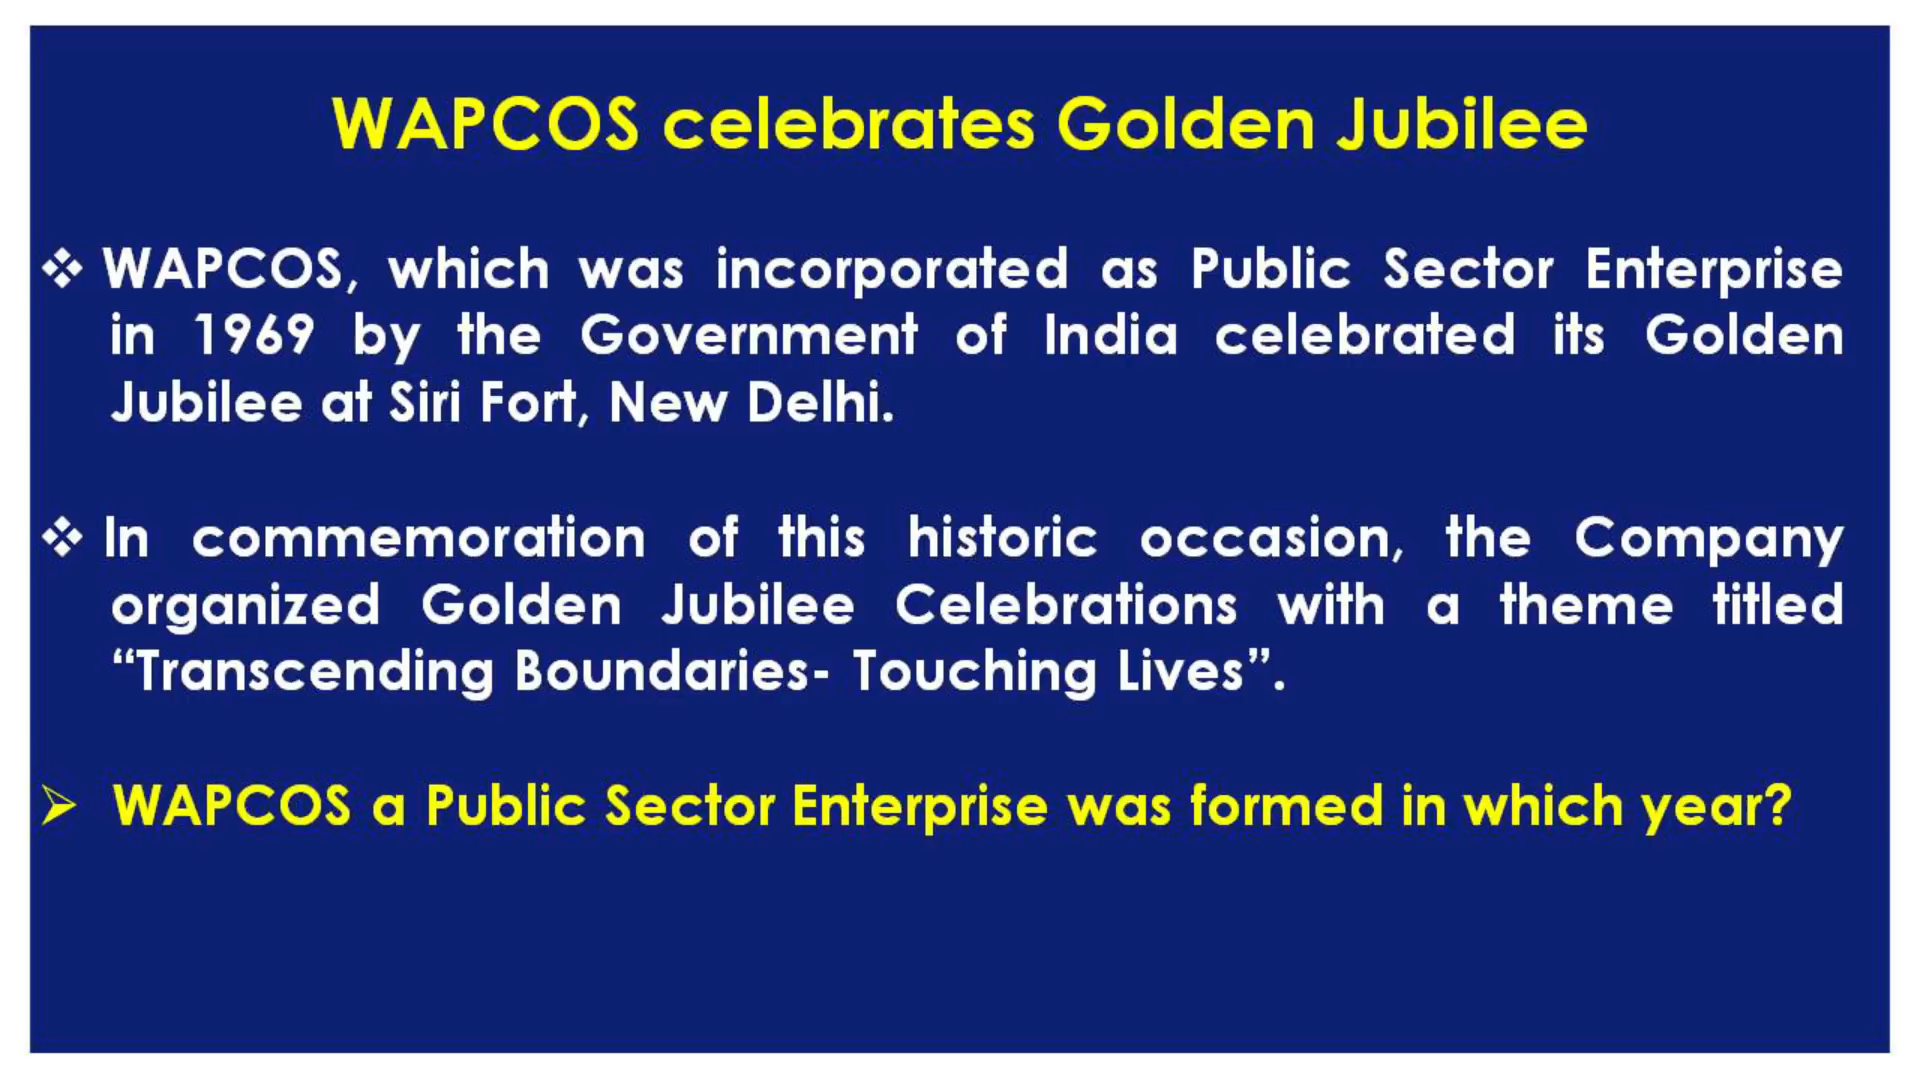 WAPCOS celebrates Golden Jubilee
❖ WAPCOS, which was incorporated as Public Sector Enterprise
in 1969 by the Government of India celebrated its Golden
Jubilee at Siri Fort, New Delhi.
❖ In commemoration of this historic occasion, the Company
organized Golden Jubilee Celebrations with a theme titled
“Transcending Boundaries- Touching Lives”.
➢ WAPCOS a Public Sector Enterprise was formed in which year?